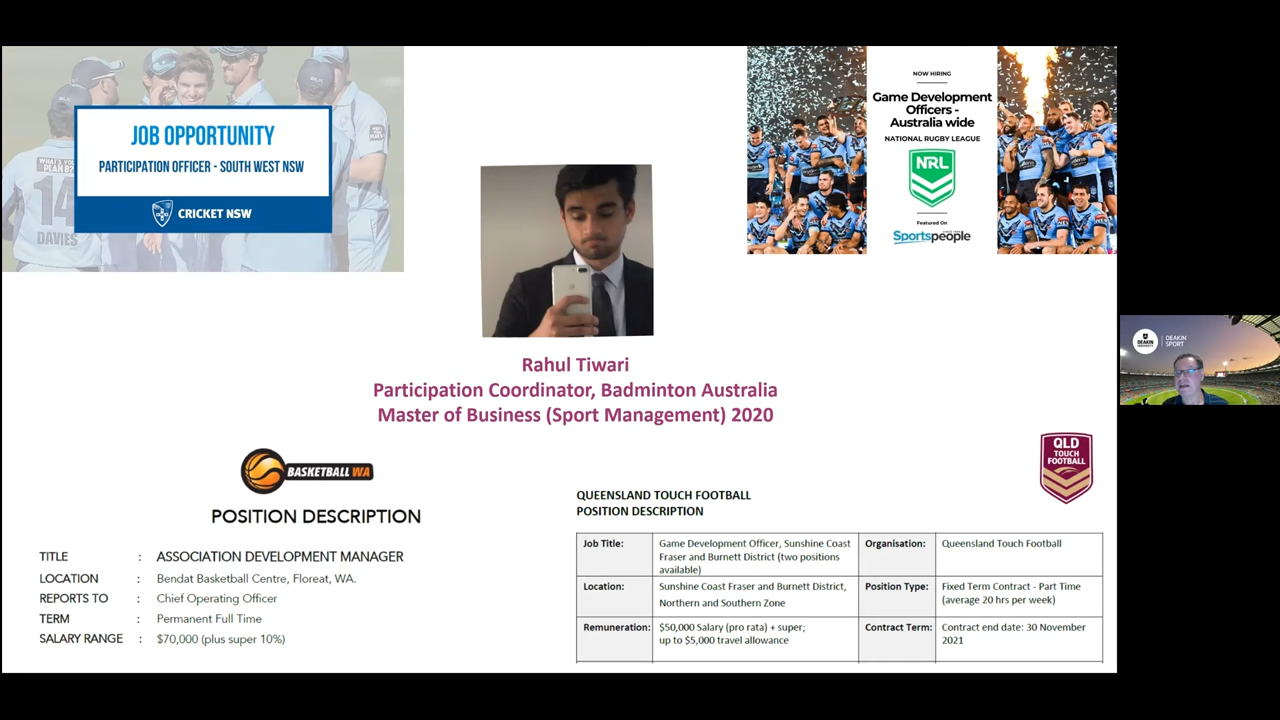 JOB OPPORTUNITY
PARTICIPATION OFFICER - SOUTH WEST NSW
CRICKET NSW
WHAT'S YOUR
PLAN B?
14
DAVIES
NOW HIRING
Game Development
Officers -
Australia wide
NATIONAL RUGBY LEAGUE
NRL
Featured On
Sportspeople
DEAKIN
UNIVERSITY
DEAKIN
SPORT
Rahul Tiwari
Participation Coordinator, Badminton Australia
Master of Business (Sport Management) 2020
BASKETBALL WA
POSITION DESCRIPTION
TITLE : ASSOCIATION DEVELOPMENT MANAGER
LOCATION : Bendat Basketball Centre, Floreat, WA.
REPORTS TO : Chief Operating Officer
TERM : Permanent Full Time
SALARY RANGE : $70,000 (plus super 10%)
QLD
TOUCH
FOOTBALL
QUEENSLAND TOUCH FOOTBALL
POSITION DESCRIPTION
Job Title: Game Development Officer, Sunshine Coast
Fraser and Burnett District (two positions
available)
Organisation: Queensland Touch Football
Location: Sunshine Coast Fraser and Burnett District,
Northern and Southern Zone
Position Type: Fixed Term Contract - Part Time
(average 20 hrs per week)
Remuneration: $50,000 Salary (pro rata) + super;
up to $5,000 travel allowance
Contract Term: Contract end date: 30 November
2021